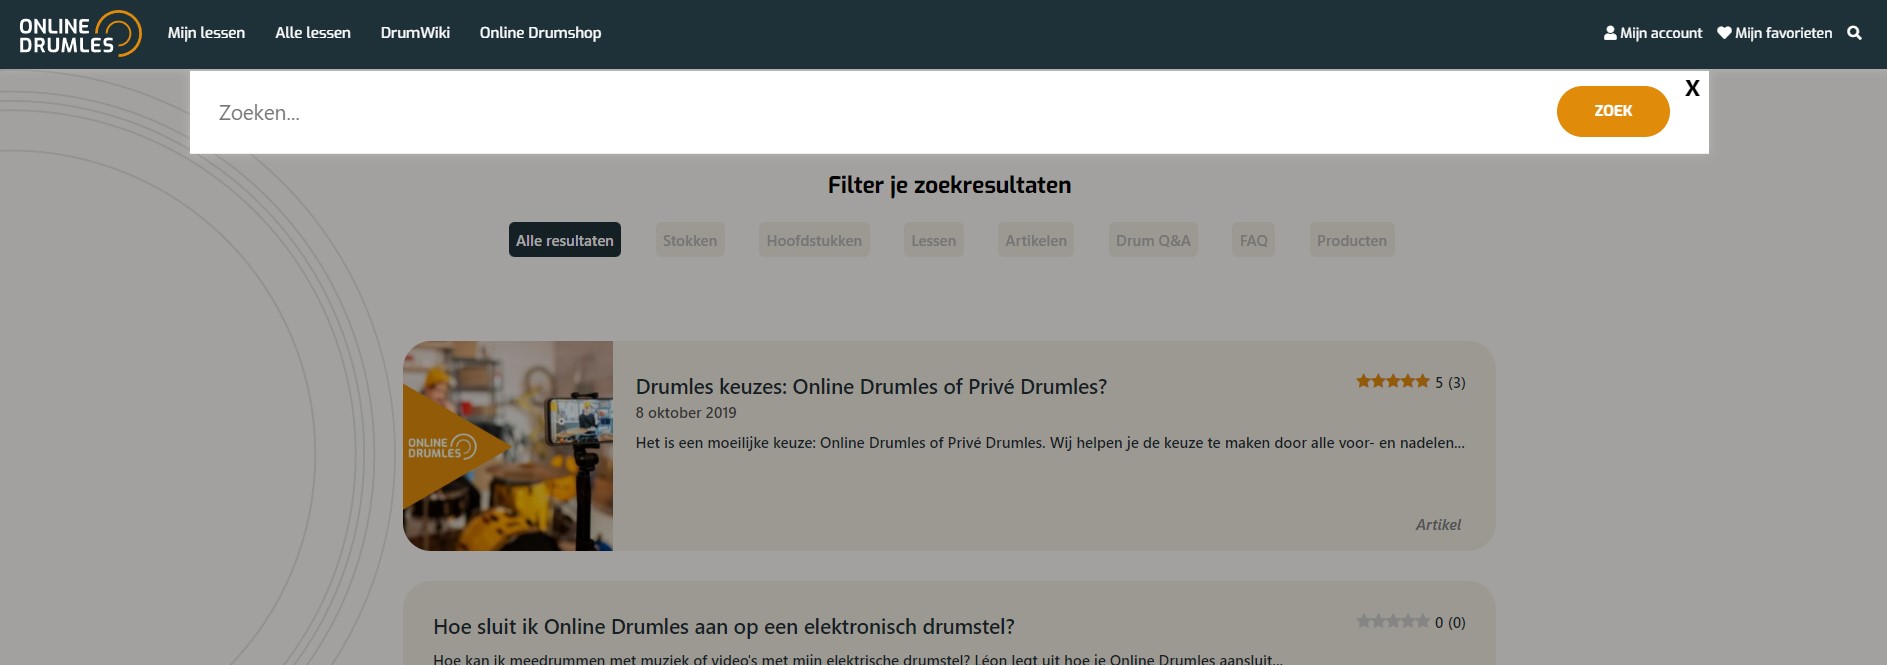 ONLINE DRUMLES
Mijn lessen Alle lessen DrumWiki Online Drumshop Mijn account Mijn favorieten
Zoeken... ZOEK X
Filter je zoekresultaten
Alle resultaten Stokken Hoofdstukken Lessen Artikelen Drum Q&A FAQ Producten
ONLINE DRUMLES
Drumles keuzes: Online Drumles of Privé Drumles? 5 (3)
8 oktober 2019
Het is een moeilijke keuze: Online Drumles of Privé Drumles. Wij helpen je de keuze te maken door alle voor- en nadelen...
Artikel
Hoe sluit ik Online Drumles aan op een elektronisch drumstel? 0 (0)
Hoe kan ik meedrummen met muziek of video's met mijn elektrische drumstel? Léon legt uit hoe je Online Drumles aansluit...